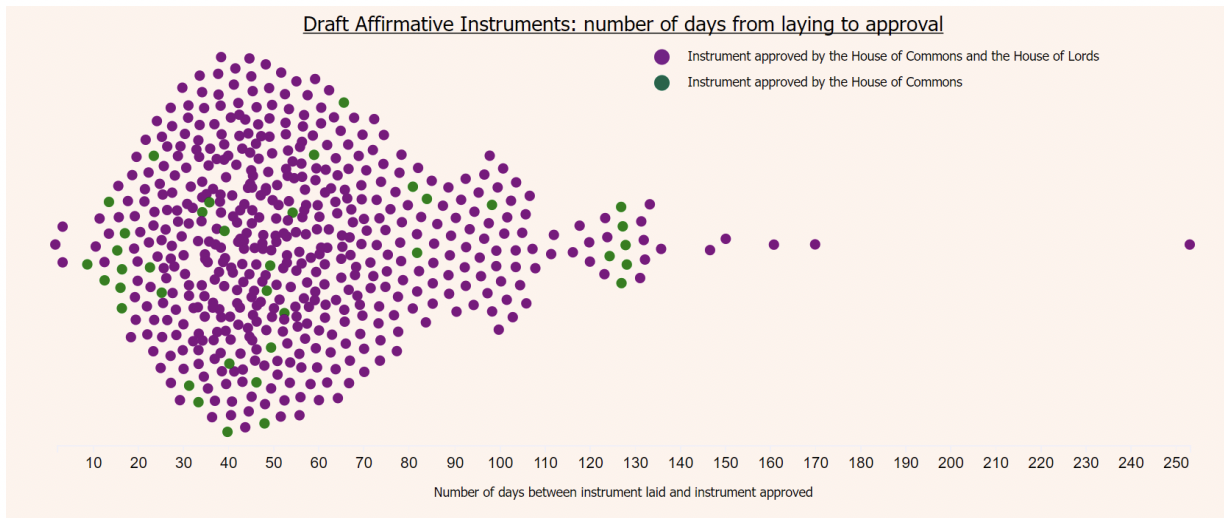 Draft Affirmative Instruments: number of days from laying to approval
Instrument approved by the House of Commons and the House of Lords
Instrument approved by the House of Commons
10 20 30 40 50 60 70 80 90 100 110 120 130 140 150 160 170 180 190 200 210 220 230 240 250
Number of days between instrument laid and instrument approved